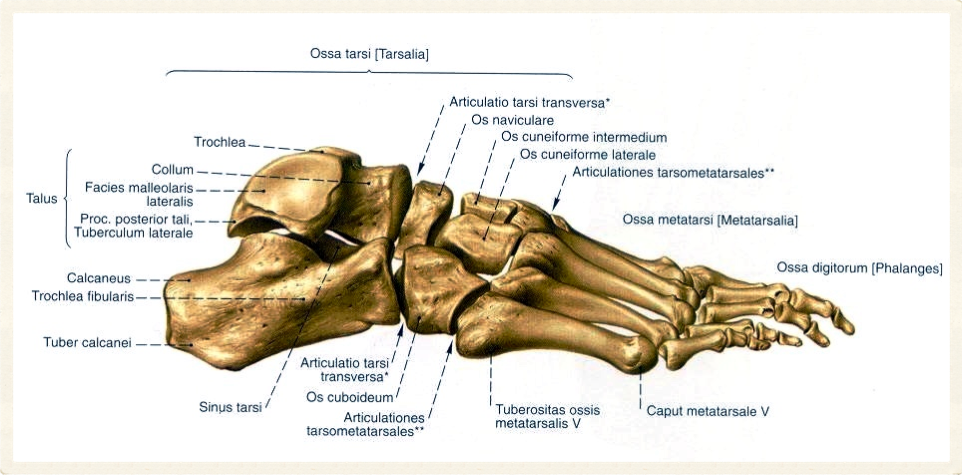 Ossa tarsi [Tarsalia]
Articulatio tarsi transversa*
Os naviculare
Os cuneiforme intermedium
Os cuneiforme laterale
Articulationes tarsometatarsales**
Ossa metatarsi [Metatarsalia]
Ossa digitorum [Phalanges]
Talus
Trochlea
Collum
Facies malleolaris
lateralis
Proc. posterior tali,
Tuberculum laterale
Calcaneus
Trochlea fibularis
Tuber calcanei
Sinus tarsi
Articulatio tarsi
transversa*
Os cuboideum
Articulationes
tarsometatarsales**
Tuberositas ossis
metatarsalis V
Caput metatarsale V